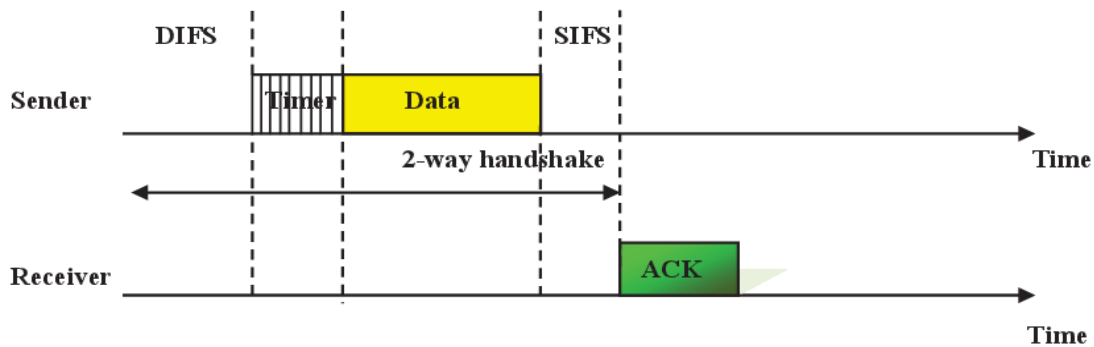 DIFS
SIFS
Sender
Timer
Data
2-way handshake
Time
Receiver
ACK
Time